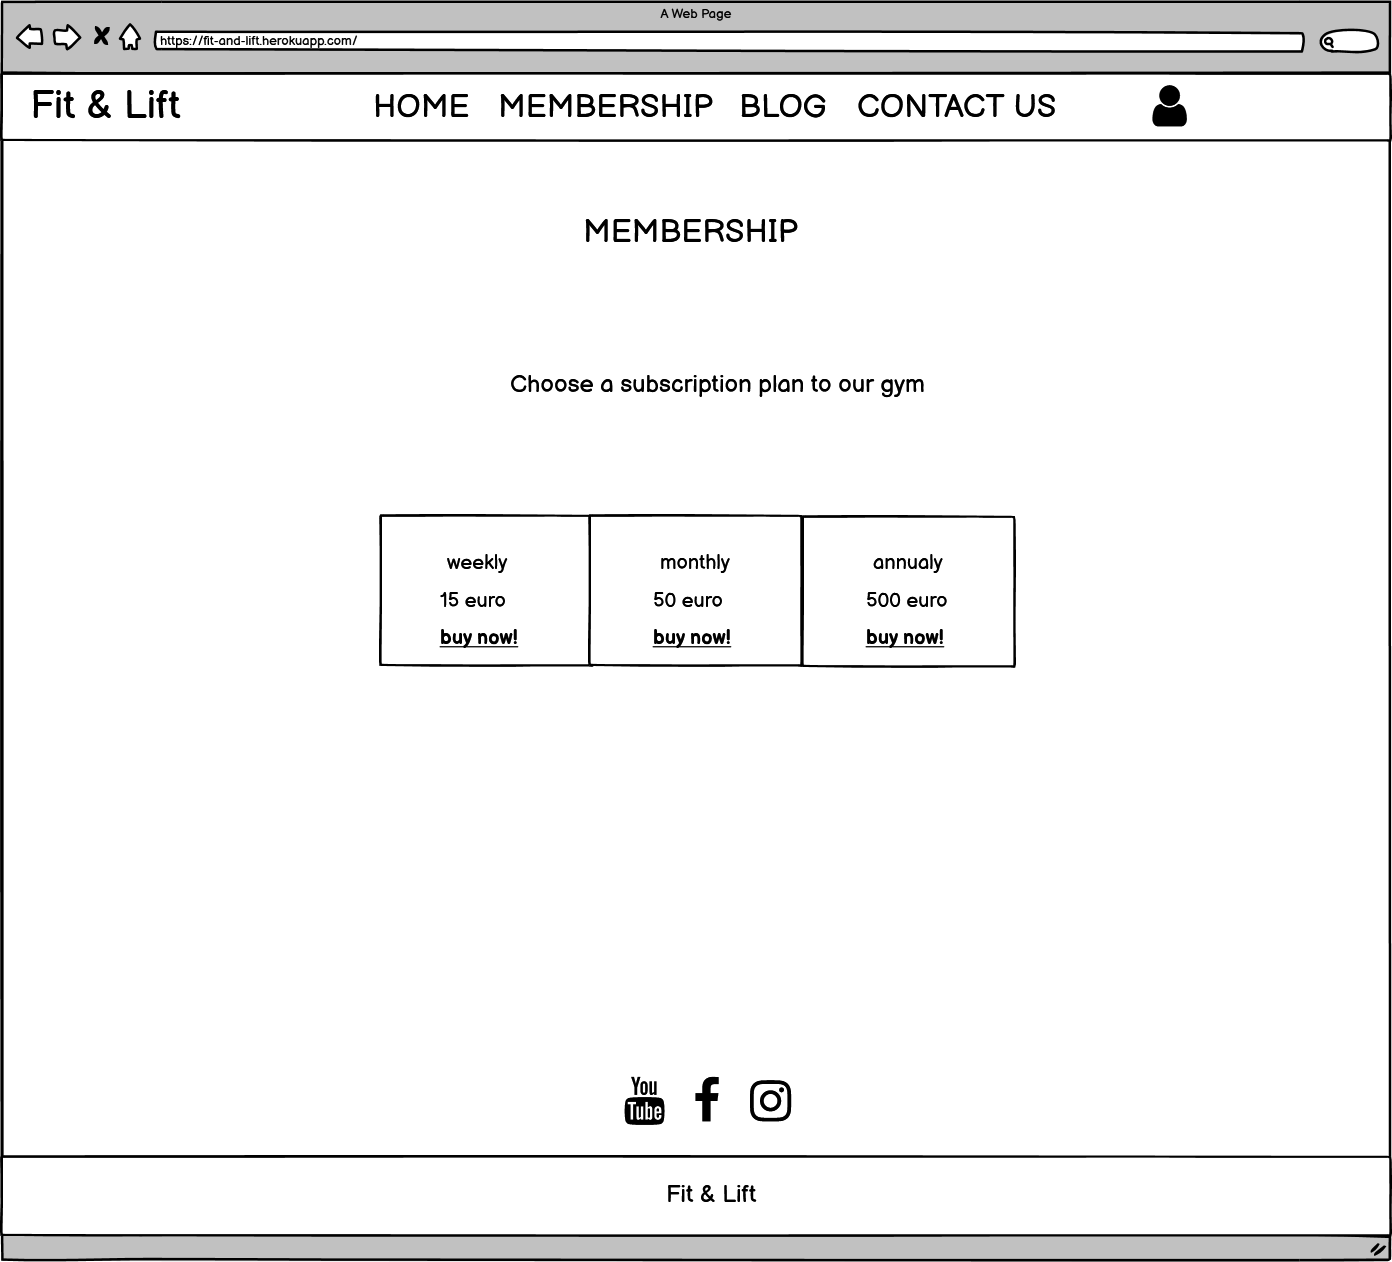 A Web Page
https://fit-and-lift.herokuapp.com/
Fit & Lift HOME MEMBERSHIP BLOG CONTACT US
MEMBERSHIP
Choose a subscription plan to our gym
weekly
15 euro
buy now!
monthly
50 euro
buy now!
annualy
500 euro
buy now!
You
Tube
Fit & Lift